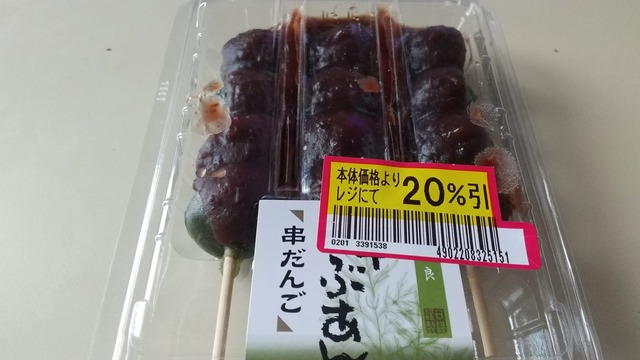 本体価格より
レジにて
20%引
0201 3391538
4902208325151
良
ぶあん
串だんご